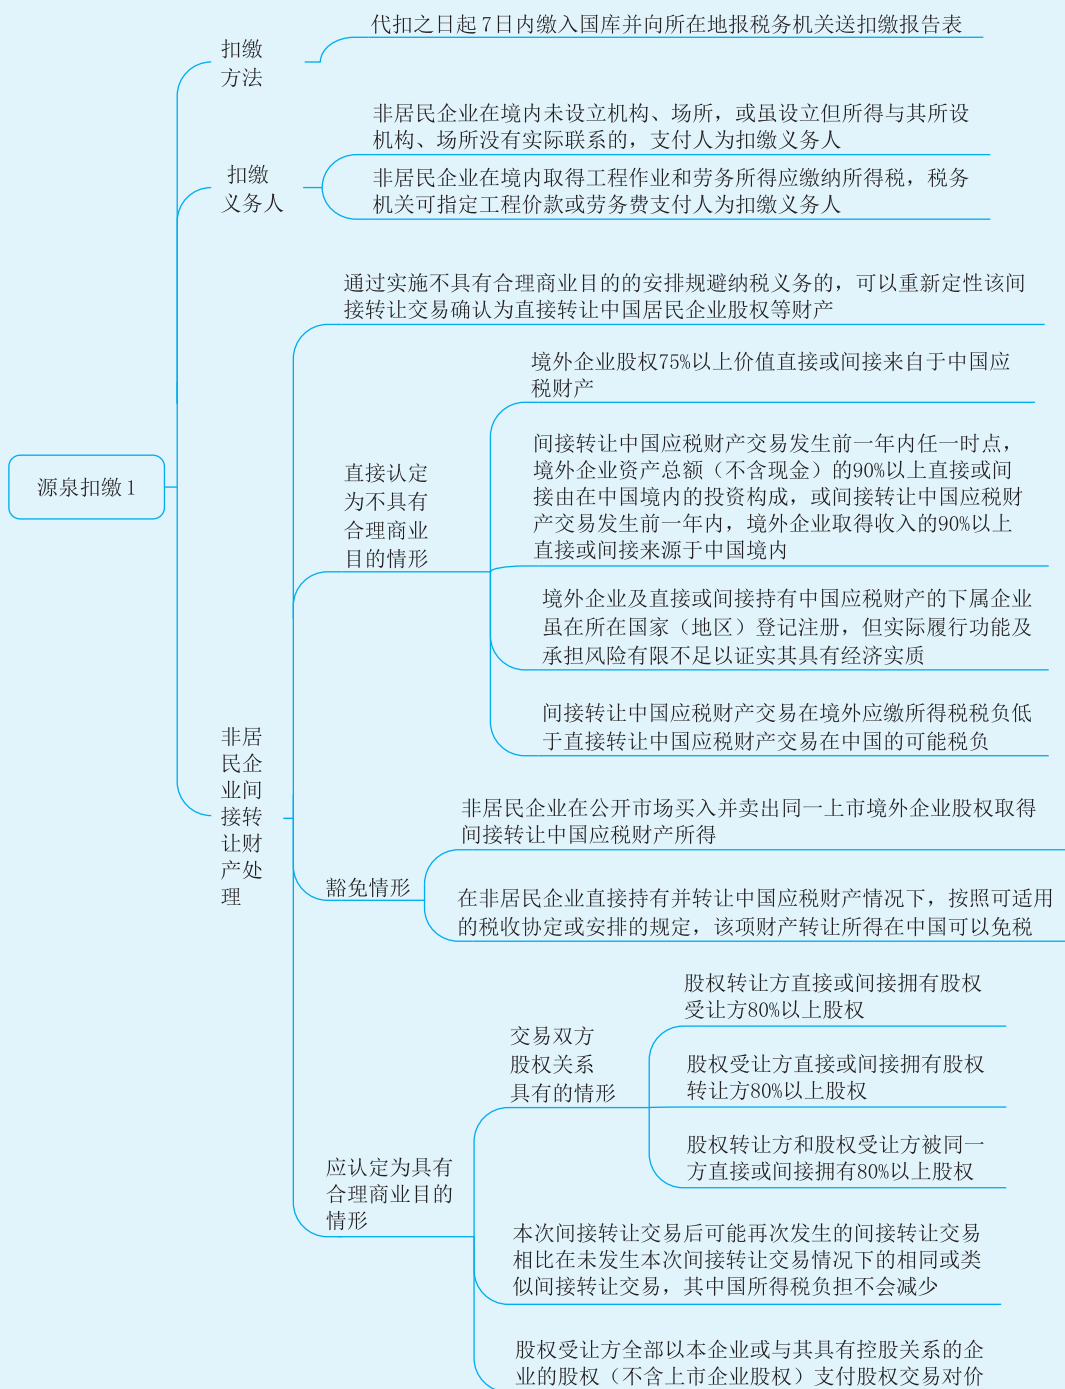 源泉扣缴1
扣缴
方法
代扣之日起7日内缴入国库并向所在地报税务机关送扣缴报告表
扣缴
义务人
非居民企业在境内未设立机构、场所，或虽设立但所得与其所设
机构、场所没有实际联系的，支付人为扣缴义务人
非居民企业在境内取得工程作业和劳务所得应缴纳所得税，税务
机关可指定工程价款或劳务费支付人为扣缴义务人
非居
民企
业间
接转
让财
产处
理
通过实施不具有合理商业目的的安排规避纳税义务的，可以重新定性该间
接转让交易确认为直接转让中国居民企业股权等财产
直接认定
为不具有
合理商业
目的情形
境外企业股权75%以上价值直接或间接来自于中国应
税财产
间接转让中国应税财产交易发生前一年内任一时点，
境外企业资产总额（不含现金）的90%以上直接或间
接由在中国境内的投资构成，或间接转让中国应税财
产交易发生前一年内，境外企业取得收入的90%以上
直接或间接来源于中国境内
境外企业及直接或间接持有中国应税财产的下属企业
虽在所在国家（地区）登记注册，但实际履行功能及
承担风险有限不足以证实其具有经济实质
间接转让中国应税财产交易在境外应缴所得税税负低
于直接转让中国应税财产交易在中国的可能税负
豁免情形
非居民企业在公开市场买入并卖出同一上市境外企业股权取得
间接转让中国应税财产所得
在非居民企业直接持有并转让中国应税财产情况下，按照可适用
的税收协定或安排的规定，该项财产转让所得在中国可以免税
应认定为具有
合理商业目的
情形
交易双方
股权关系
具有的情形
股权转让方直接或间接拥有股权
受让方80%以上股权
股权受让方直接或间接拥有股权
转让方80%以上股权
股权转让方和股权受让方被同一
方直接或间接拥有80%以上股权
本次间接转让交易后可能再次发生的间接转让交易
相比在未发生本次间接转让交易情况下的相同或类
似间接转让交易，其中国所得税负担不会减少
股权受让方全部以本企业或与其具有控股关系的企
业的股权（不含上市企业股权）支付股权交易对价